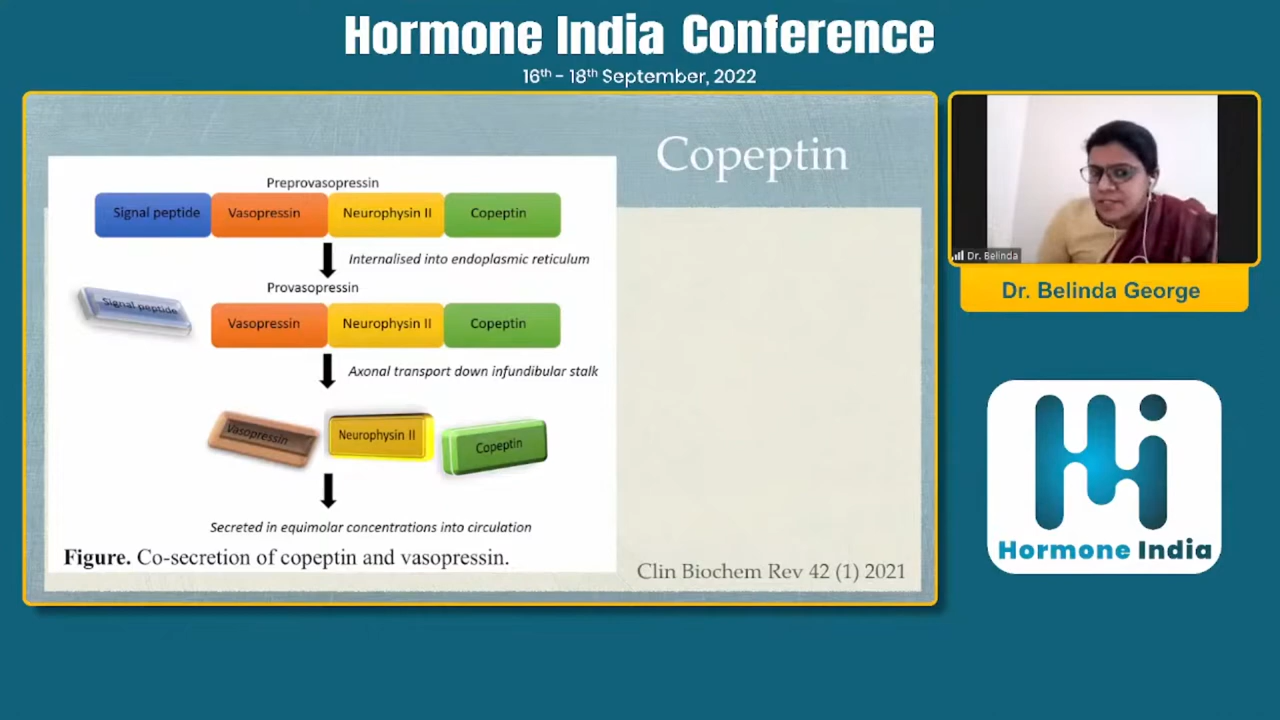 Hormone India Conference
16th - 18th September, 2022
Copeptin
Preprovasopressin
Signal peptide Vasopressin Neurophysin II Copeptin
Internalised into endoplasmic reticulum
Provasopressin
Signal peptide
Vasopressin Neurophysin II Copeptin
Axonal transport down infundibular stalk
Vasopressin Neurophysin II Copeptin
Secreted in equimolar concentrations into circulation
Figure. Co-secretion of copeptin and vasopressin.
Clin Biochem Rev 42 (1) 2021
Dr. Belinda
Dr. Belinda George
Hi
Hormone India